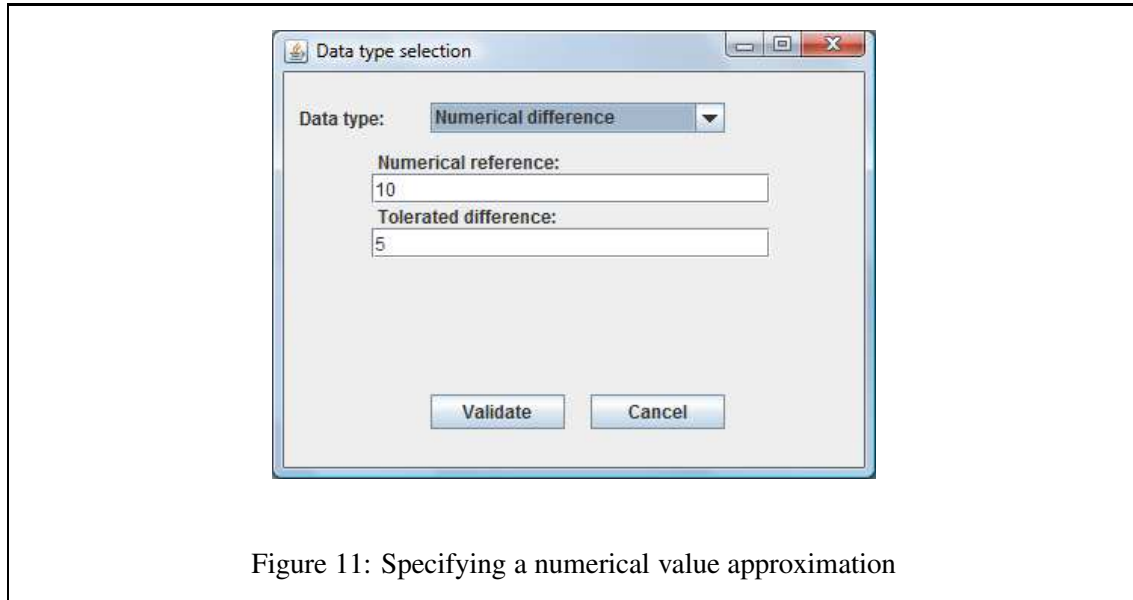 Data type selection
Data type: Numerical difference
Numerical reference:
10
Tolerated difference:
5
Validate Cancel
Figure 11: Specifying a numerical value approximation